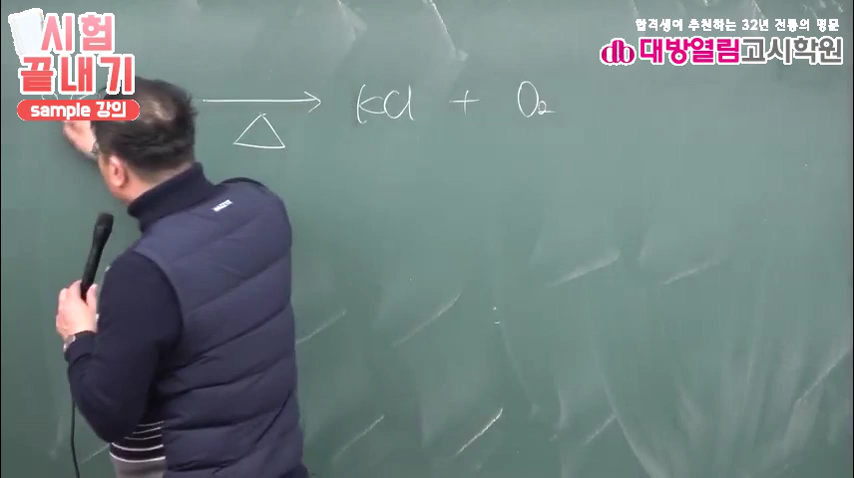 시험
끝내기
sample 강의
합격생이 추천하는 32년 전통의 명문
db 대방열림고시학원
→ KCl + O₂
△